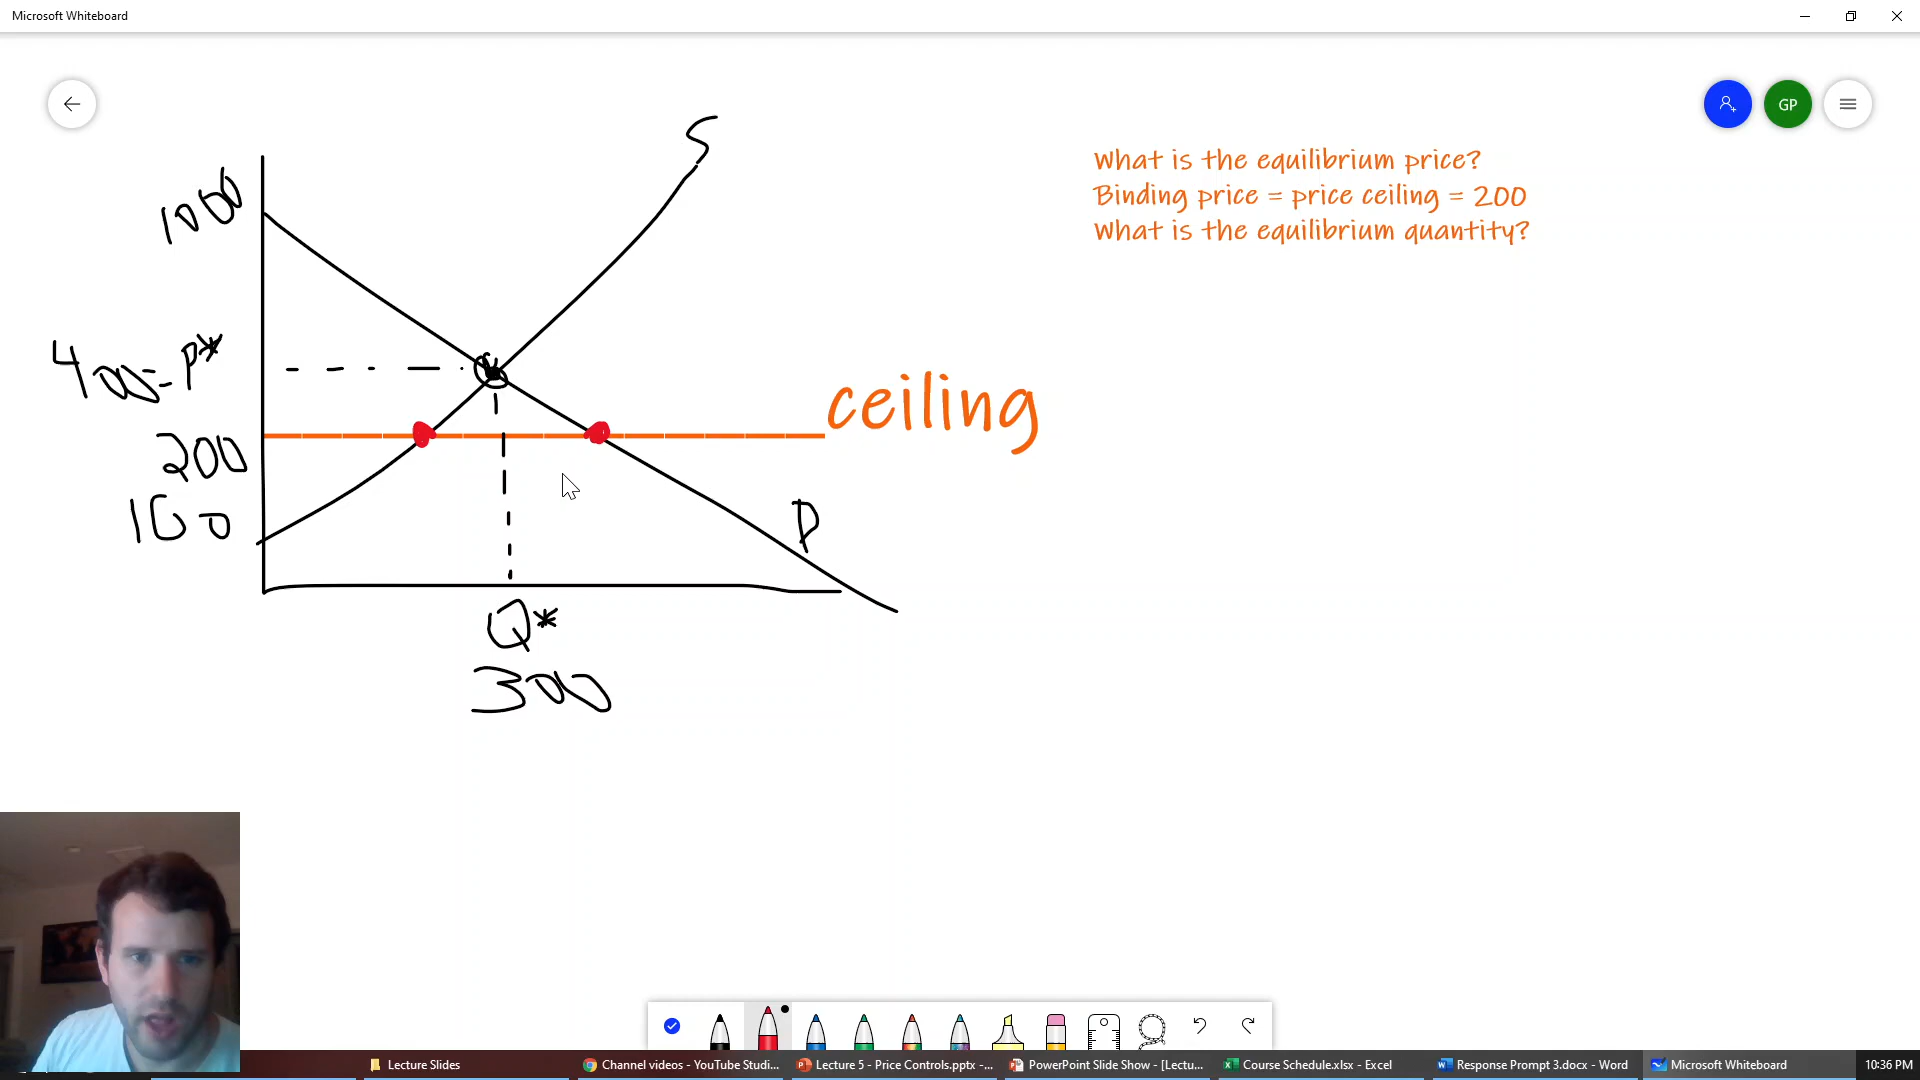 Microsoft Whiteboard
GP
What is the equilibrium price?
Binding price = price ceiling = 200
What is the equilibrium quantity?
S
1000
400=P*
ceiling
200
100
D
Q*
300
Lecture Slides
Channel videos - YouTube Studi...
Lecture 5 - Price Controls.pptx -...
PowerPoint Slide Show - [Lectu...
Course Schedule.xlsx - Excel
Response Prompt 3.docx - Word
Microsoft Whiteboard
10:36 PM